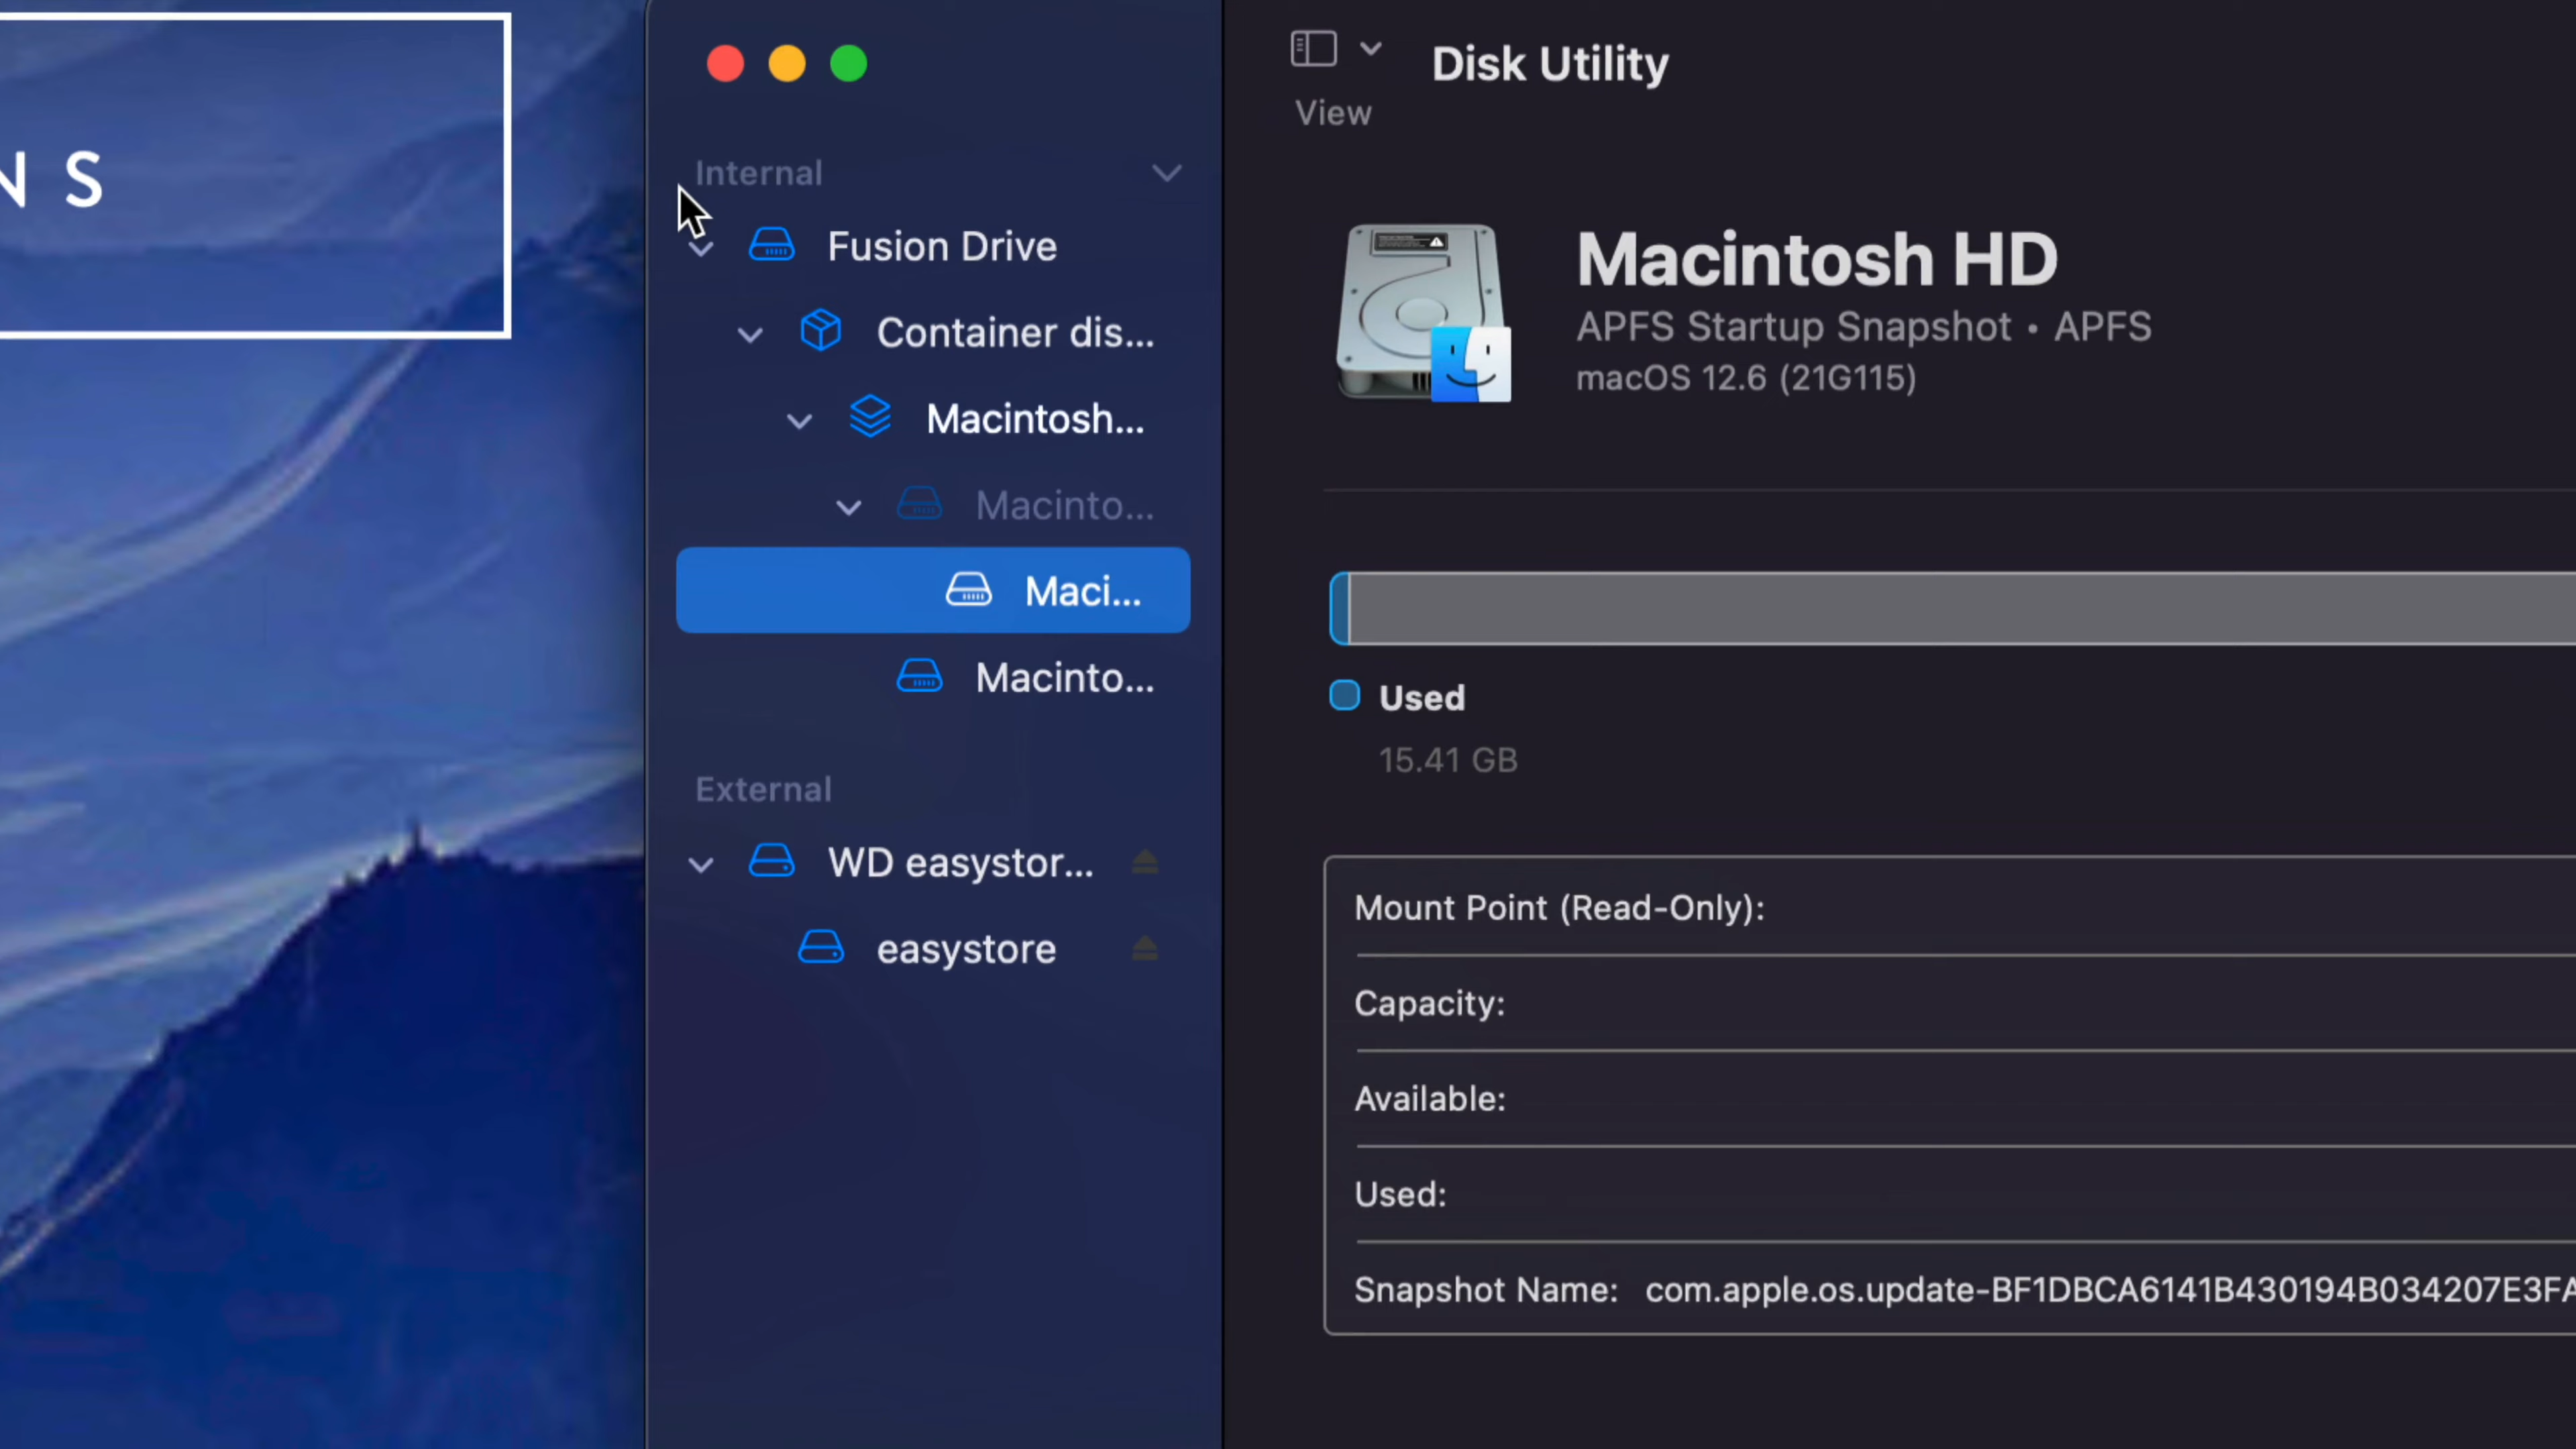 NS
Internal
Fusion Drive
Container dis...
Macintosh...
Macinto...
Maci...
Macinto...
External
WD easystor...
easystore
View
Disk Utility
Macintosh HD
APFS Startup Snapshot • APFS
macOS 12.6 (21G115)
Used
15.41 GB
Mount Point (Read-Only):
Capacity:
Available:
Used:
Snapshot Name: com.apple.os.update-BF1DBCA6141B430194B034207E3FA